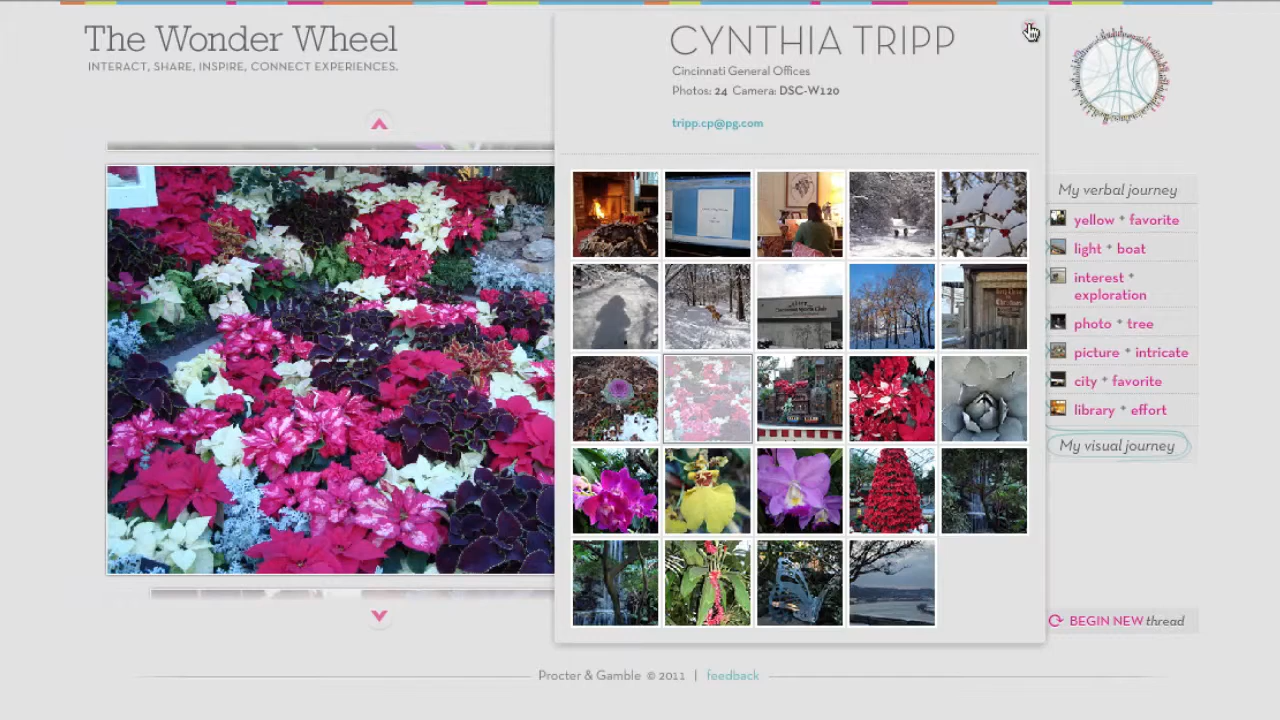 The Wonder Wheel
INTERACT, SHARE, INSPIRE, CONNECT EXPERIENCES.
CYNTHIA TRIPP
Cincinnati General Offices
Photos: 24 Camera: DSC-W120
tripp.cp@pg.com
My verbal journey
yellow * favorite
light * boat
interest *
exploration
photo * tree
picture * intricate
city * favorite
library * effort
My visual journey
BEGIN NEW thread
Procter & Gamble © 2011 | feedback